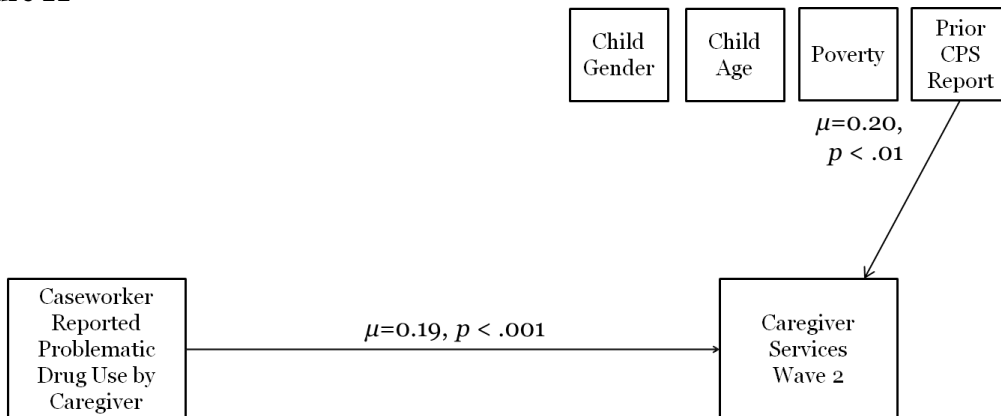 Child
Gender
Child
Age
Poverty
Prior
CPS
Report
μ=0.20,
p < .01
Caseworker
Reported
Problematic
Drug Use by
Caregiver
μ=0.19, p < .001
Caregiver
Services
Wave 2